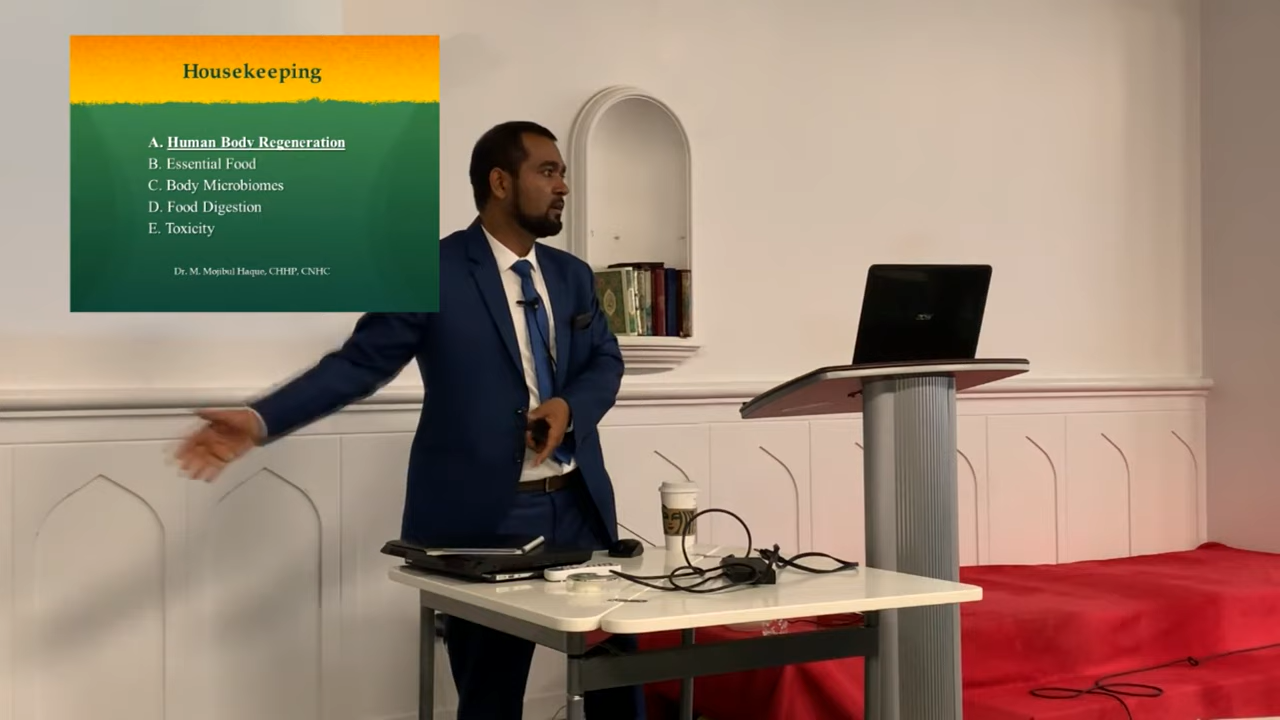 Housekeeping
A. Human Body Regeneration
B. Essential Food
C. Body Microbiomes
D. Food Digestion
E. Toxicity
Dr. M. Mojibul Haque, CHHP, CNHC